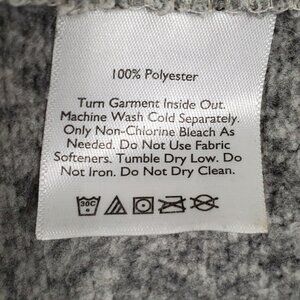 100% Polyester
Turn Garment Inside Out.
Machine Wash Cold Separately.
Only Non-Chlorine Bleach As
Needed. Do Not Use Fabric
Softeners. Tumble Dry Low. Do
Not Iron. Do Not Dry Clean.
30C